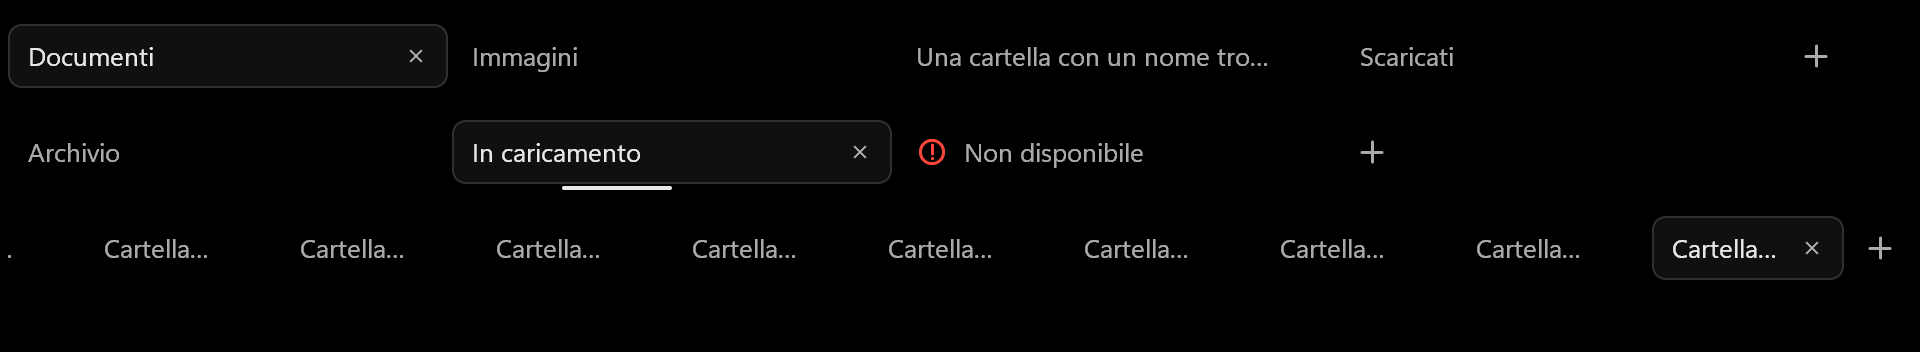 Documenti Immagini Una cartella con un nome tro... Scaricati
Archivio In caricamento Non disponibile
. Cartella... Cartella... Cartella... Cartella... Cartella... Cartella... Cartella... Cartella... Cartella...